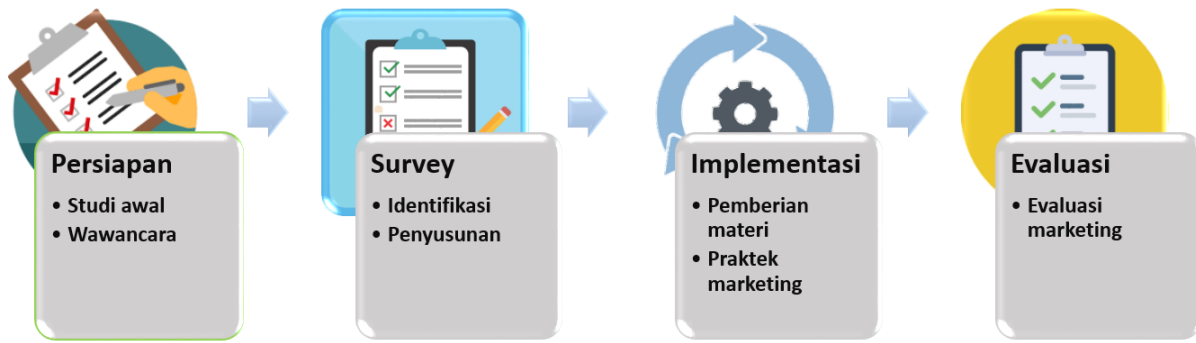 Persiapan
• Studi awal
• Wawancara
Survey
• Identifikasi
• Penyusunan
Implementasi
• Pemberian
materi
• Praktek
marketing
Evaluasi
• Evaluasi
marketing